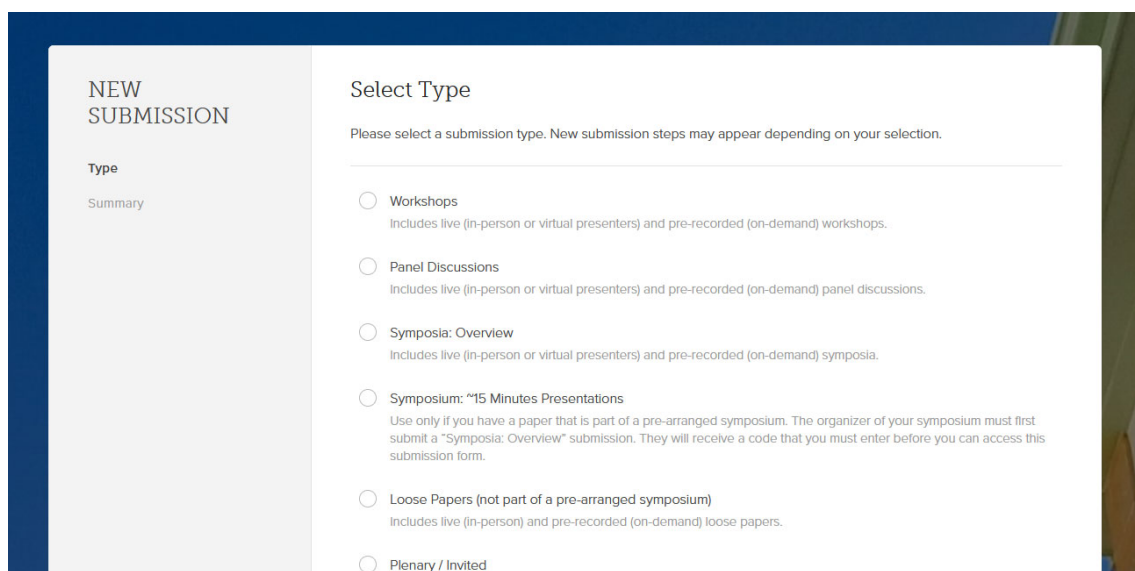 NEW
SUBMISSION
Type
Summary
Select Type
Please select a submission type. New submission steps may appear depending on your selection.
Workshops
Includes live (in-person or virtual presenters) and pre-recorded (on-demand) workshops.
Panel Discussions
Includes live (in-person or virtual presenters) and pre-recorded (on-demand) panel discussions.
Symposia: Overview
Includes live (in-person or virtual presenters) and pre-recorded (on-demand) symposia.
Symposium: ~15 Minutes Presentations
Use only if you have a paper that is part of a pre-arranged symposium. The organizer of your symposium must first
submit a "Symposia: Overview" submission. They will receive a code that you must enter before you can access this
submission form.
Loose Papers (not part of a pre-arranged symposium)
Includes live (in-person) and pre-recorded (on-demand) loose papers.
Plenary / Invited